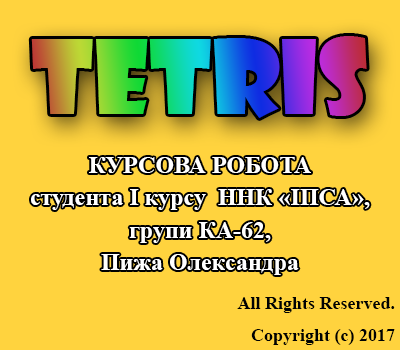 TETRIS
КУРСОВА РОБОТА
студента І курсу ННК «ІПСА»,
групи КА-62,
Пижа Олександра
All Rights Reserved.
Copyright (c) 2017